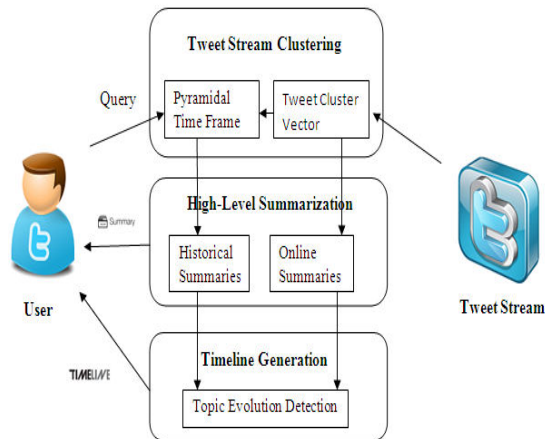 Tweet Stream Clustering
Query
Pyramidal
Time Frame
Tweet Cluster
Vector
High-Level Summarization
Summary
Historical
Summaries
Online
Summaries
User
Tweet Stream
Timeline Generation
TIMELINE
Topic Evolution Detection